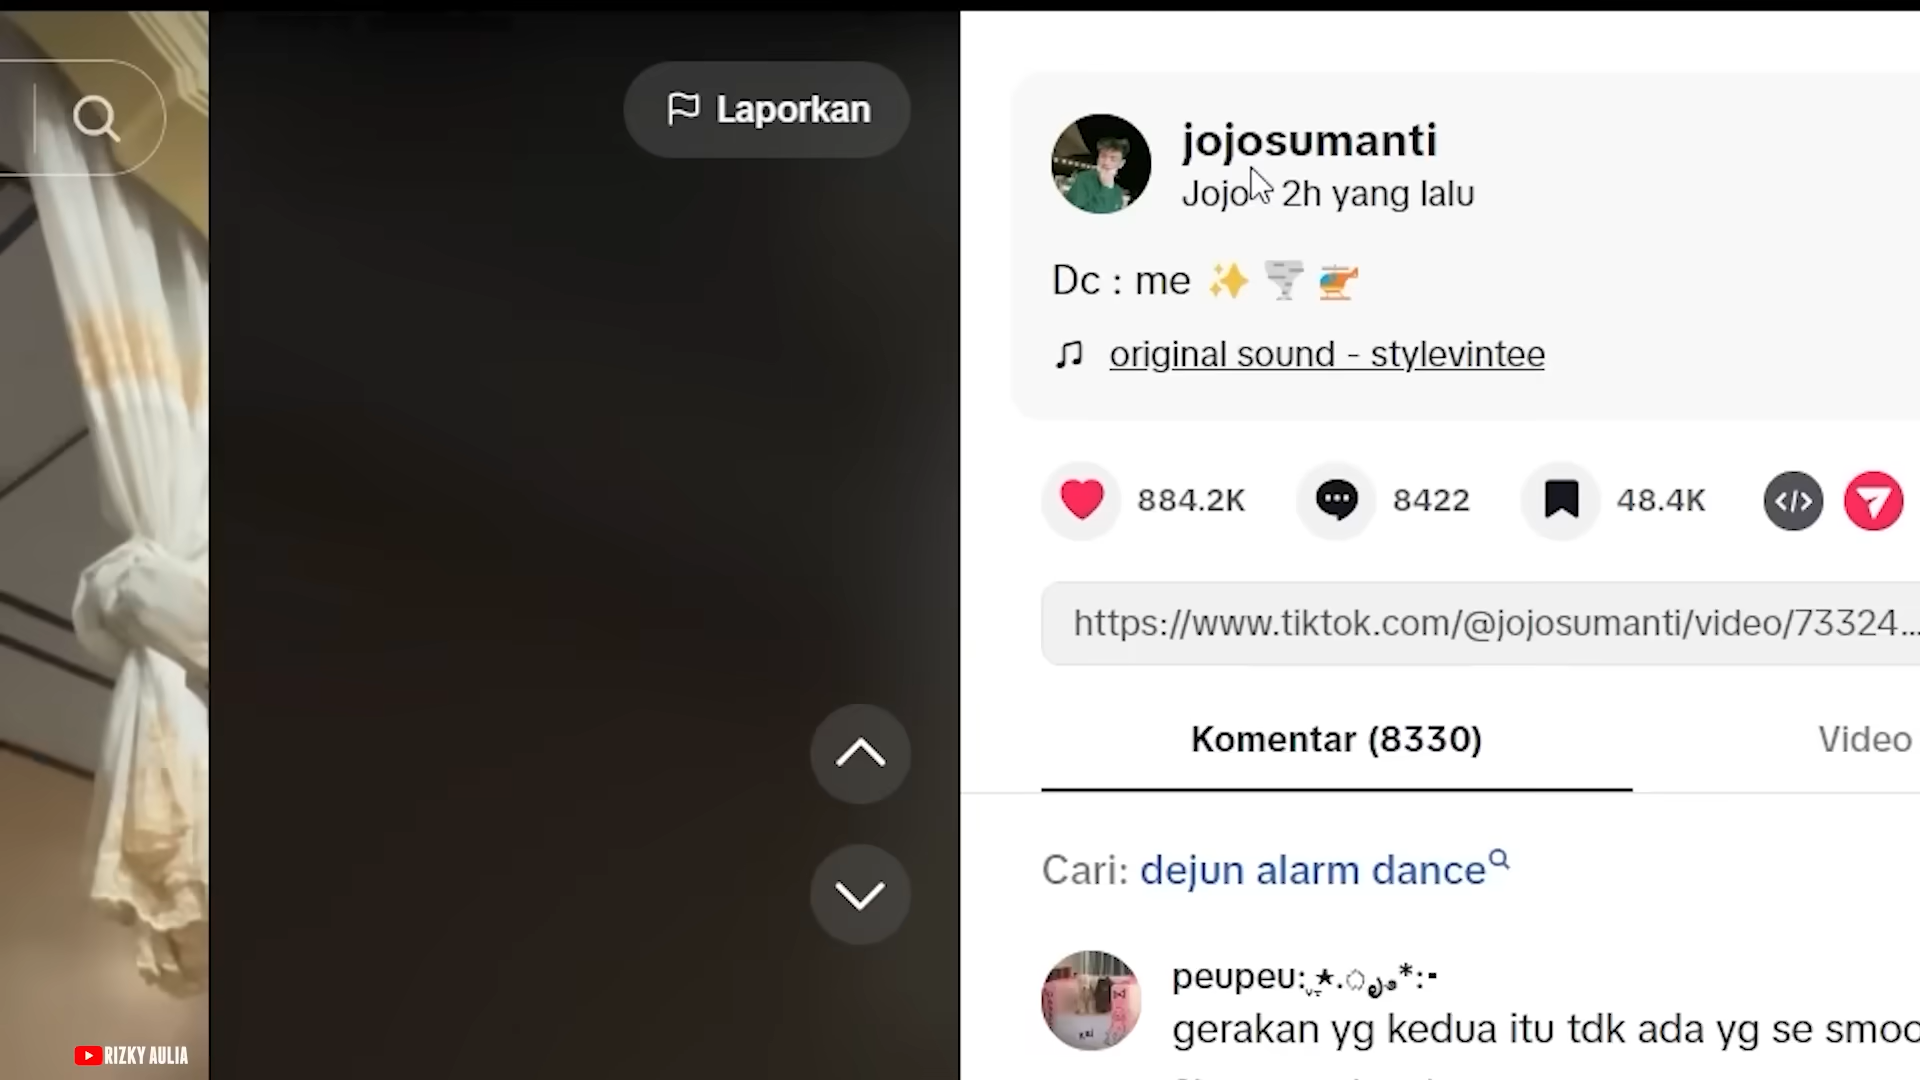 Laporkan
jojosumanti
Jojo 2h yang lalu
Dc : me ✨ 🌪 🚁
original sound - stylevintee
884.2K
8422
48.4K
https://www.tiktok.com/@jojosumanti/video/73324...
Komentar (8330)
Video
Cari: dejun alarm dance
peupeu:
gerakan yg kedua itu tdk ada yg se smoo
RIZKY AULIA